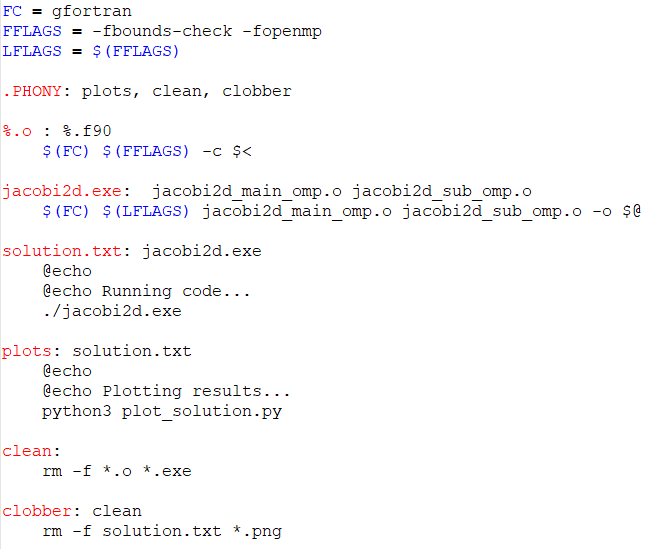 FC = gfortran
FFLAGS = -fbounds-check -fopenmp
LFLAGS = $(FFLAGS)

.PHONY: plots, clean, clobber

%.o : %.f90
    $(FC) $(FFLAGS) -c $<

jacobi2d.exe:  jacobi2d_main_omp.o jacobi2d_sub_omp.o
    $(FC) $(LFLAGS) jacobi2d_main_omp.o jacobi2d_sub_omp.o -o $@

solution.txt: jacobi2d.exe
    @echo
    @echo Running code...
    ./jacobi2d.exe

plots: solution.txt
    @echo
    @echo Plotting results...
    python3 plot_solution.py

clean:
    rm -f *.o *.exe

clobber: clean
    rm -f solution.txt *.png